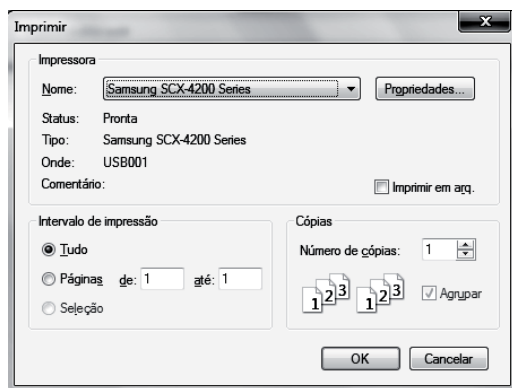 Imprimir
x
Impressora
Nome: Samsung SCX-4200 Series Propriedades...
Status: Pronta
Tipo: Samsung SCX-4200 Series
Onde: USB001
Comentário: Imprimir em arq.
Intervalo de impressão
Tudo
Páginas de: 1 até: 1
Seleção
Cópias
Número de cópias: 1
1 2 3 1 2 3 Agrupar
OK Cancelar